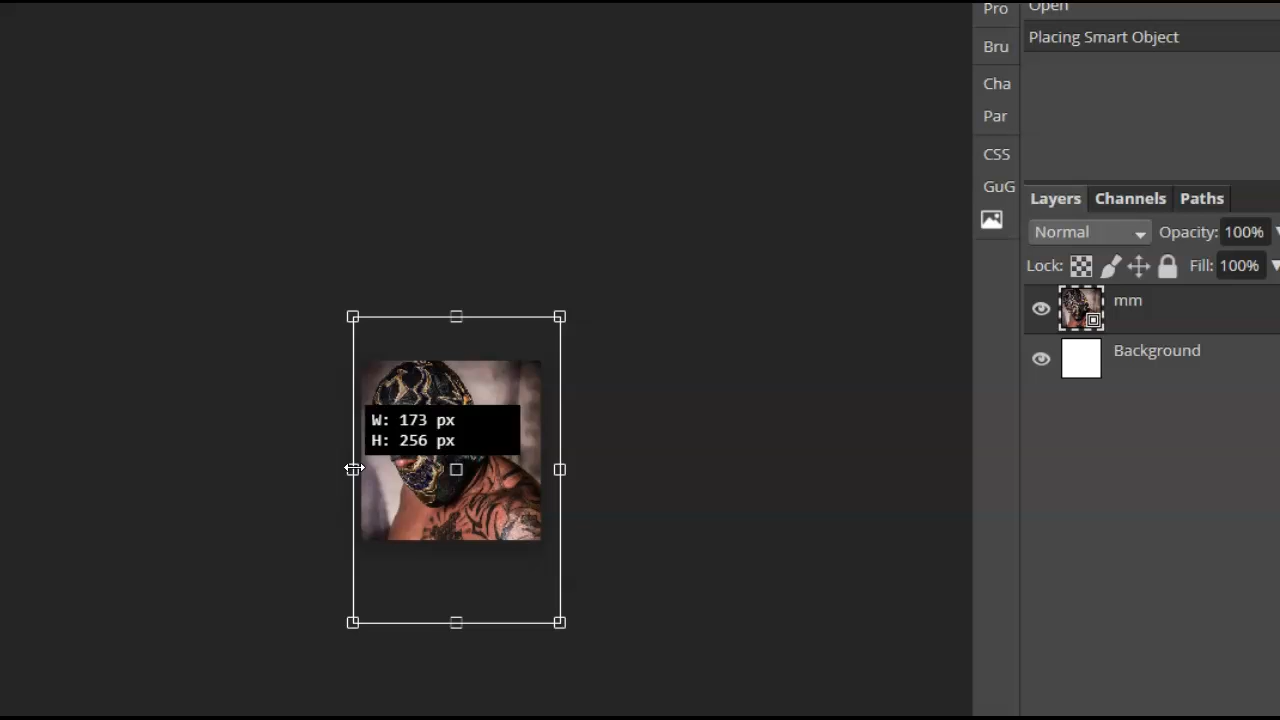 Pro
Bru
Cha
Par
CSS
GuG
Open
Placing Smart Object
Layers Channels Paths
Normal Opacity: 100%
Lock: Fill: 100%
mm
Background
W: 173 px
H: 256 px